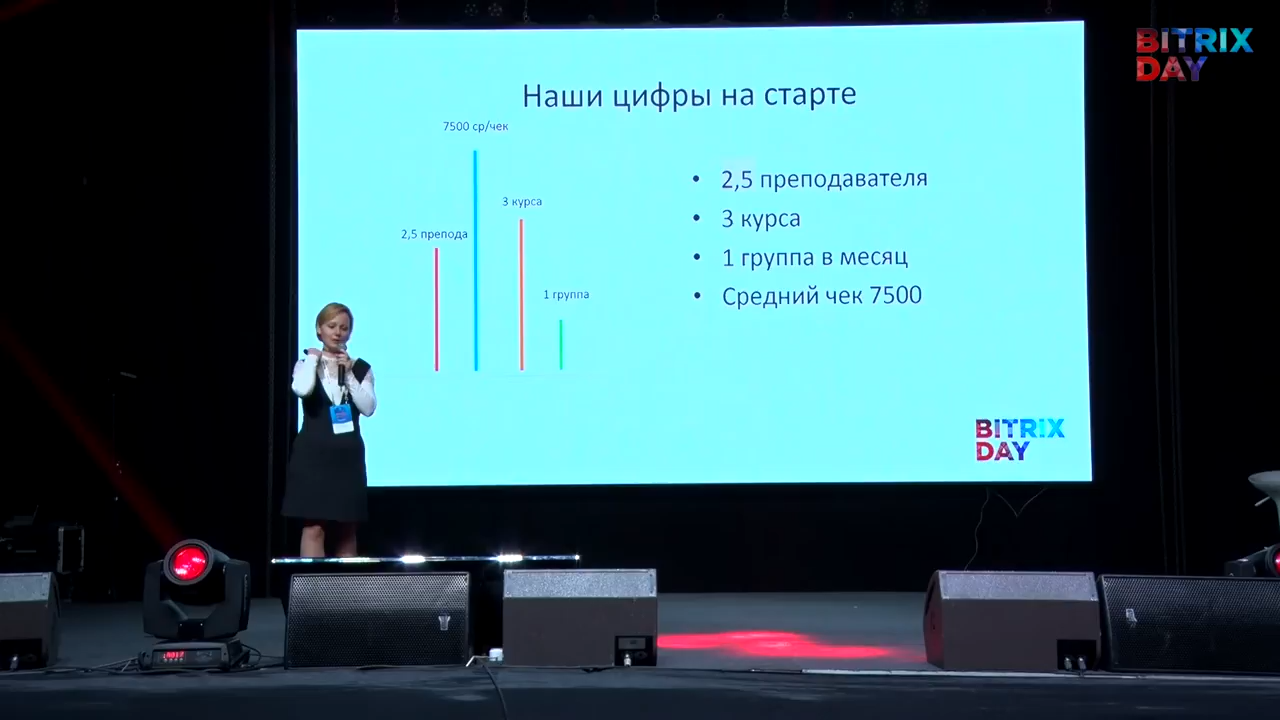 BITRIX
DAY
Наши цифры на старте
7500 ср/чек
3 курса
2,5 препода
1 группа
• 2,5 преподавателя
• 3 курса
• 1 группа в месяц
• Средний чек 7500
BITRIX
DAY